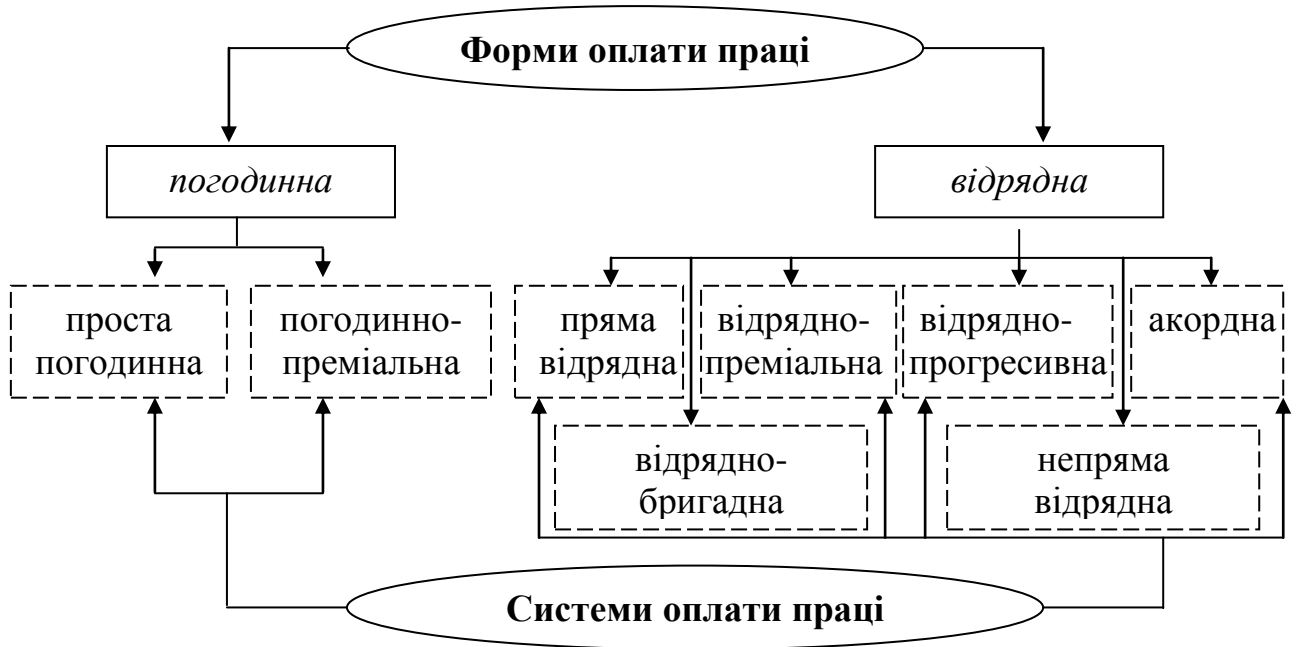 Форми оплати праці
погодинна
відрядна
проста
погодинна
погодинно-
преміальна
пряма
відрядна
відрядно-
преміальна
відрядно-
прогресивна
акордна
відрядно-
бригадна
непряма
відрядна
Системи оплати праці